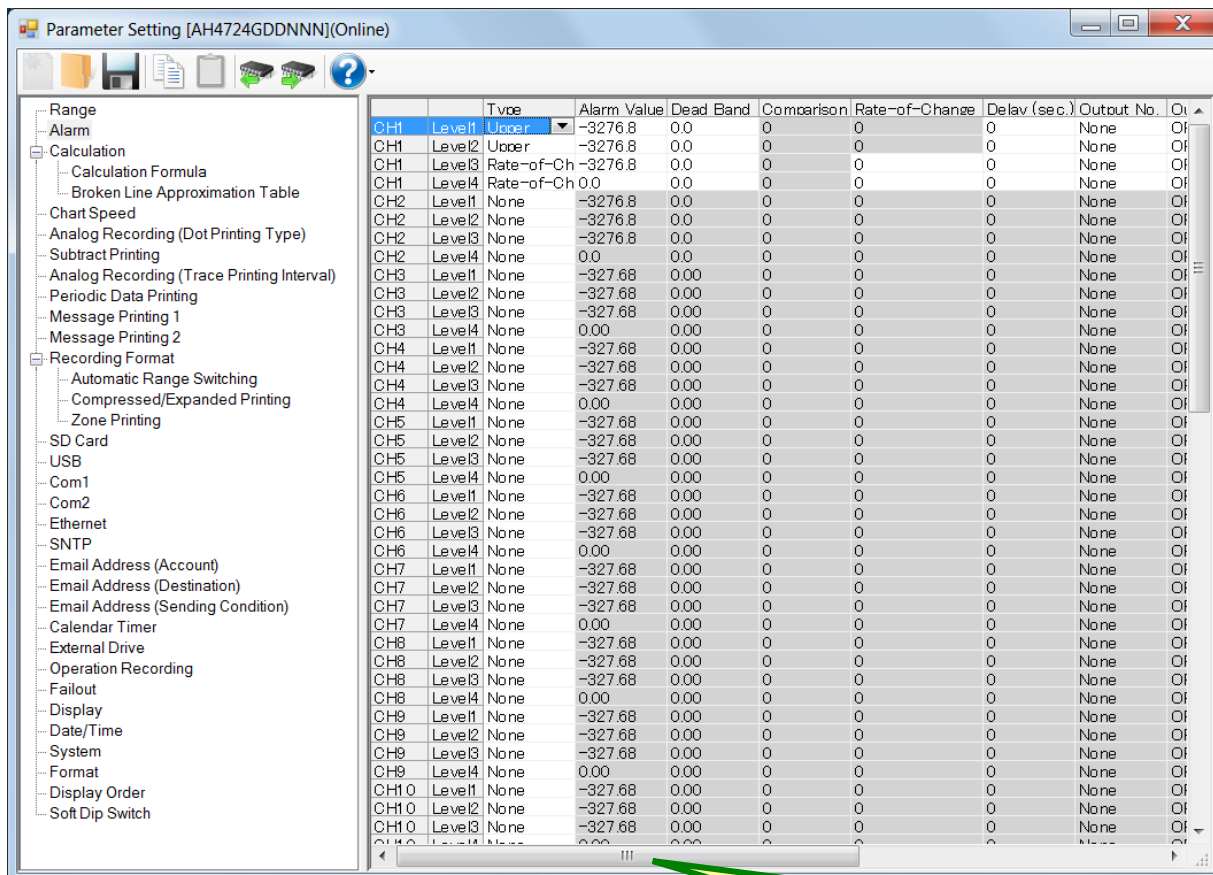 Parameter Setting [AH4724GDDNNN](Online)
Range
Alarm
Calculation
Calculation Formula
Broken Line Approximation Table
Chart Speed
Analog Recording (Dot Printing Type)
Subtract Printing
Analog Recording (Trace Printing Interval)
Periodic Data Printing
Message Printing 1
Message Printing 2
Recording Format
Automatic Range Switching
Compressed/Expanded Printing
Zone Printing
SD Card
USB
Com1
Com2
Ethernet
SNTP
Email Address (Account)
Email Address (Destination)
Email Address (Sending Condition)
Calendar Timer
External Drive
Operation Recording
Failout
Display
Date/Time
System
Format
Display Order
Soft Dip Switch
Type Alarm Value Dead Band Comparison Rate-of-Change Delay (sec.) Output No.
CH1 Level1 Upper -3276.8 0.0 0 0 0 None
CH1 Level2 Upper -3276.8 0.0 0 0 0 None
CH1 Level3 Rate-of-Ch -3276.8 0.0 0 0 0 None
CH1 Level4 Rate-of-Ch 0.0 0.0 0 0 0 None
CH2 Level1 None -3276.8 0.0 0 0 0 None
CH2 Level2 None -3276.8 0.0 0 0 0 None
CH2 Level3 None -3276.8 0.0 0 0 0 None
CH2 Level4 None 0.0 0.0 0 0 0 None
CH3 Level1 None -327.68 0.00 0 0 0 None
CH3 Level2 None -327.68 0.00 0 0 0 None
CH3 Level3 None -327.68 0.00 0 0 0 None
CH3 Level4 None 0.00 0.00 0 0 0 None
CH4 Level1 None -327.68 0.00 0 0 0 None
CH4 Level2 None -327.68 0.00 0 0 0 None
CH4 Level3 None -327.68 0.00 0 0 0 None
CH4 Level4 None 0.00 0.00 0 0 0 None
CH5 Level1 None -327.68 0.00 0 0 0 None
CH5 Level2 None -327.68 0.00 0 0 0 None
CH5 Level3 None -327.68 0.00 0 0 0 None
CH5 Level4 None 0.00 0.00 0 0 0 None
CH6 Level1 None -327.68 0.00 0 0 0 None
CH6 Level2 None -327.68 0.00 0 0 0 None
CH6 Level3 None -327.68 0.00 0 0 0 None
CH6 Level4 None 0.00 0.00 0 0 0 None
CH7 Level1 None -327.68 0.00 0 0 0 None
CH7 Level2 None -327.68 0.00 0 0 0 None
CH7 Level3 None -327.68 0.00 0 0 0 None
CH7 Level4 None 0.00 0.00 0 0 0 None
CH8 Level1 None -327.68 0.00 0 0 0 None
CH8 Level2 None -327.68 0.00 0 0 0 None
CH8 Level3 None -327.68 0.00 0 0 0 None
CH8 Level4 None 0.00 0.00 0 0 0 None
CH9 Level1 None -327.68 0.00 0 0 0 None
CH9 Level2 None -327.68 0.00 0 0 0 None
CH9 Level3 None -327.68 0.00 0 0 0 None
CH9 Level4 None 0.00 0.00 0 0 0 None
CH10 Level1 None -327.68 0.00 0 0 0 None
CH10 Level2 None -327.68 0.00 0 0 0 None
CH10 Level3 None -327.68 0.00 0 0 0 None